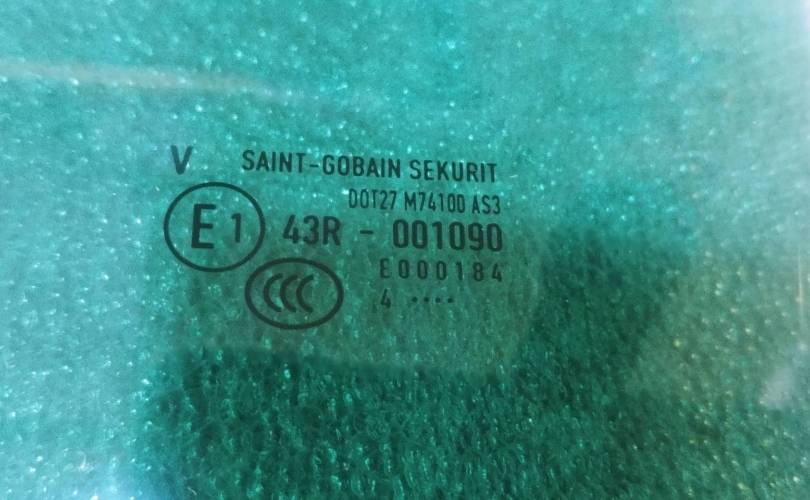 V SAINT-GOBAIN SEKURIT
DOT27 M74100 AS3
E1 43R - 001090
CCC E000184
4 ····